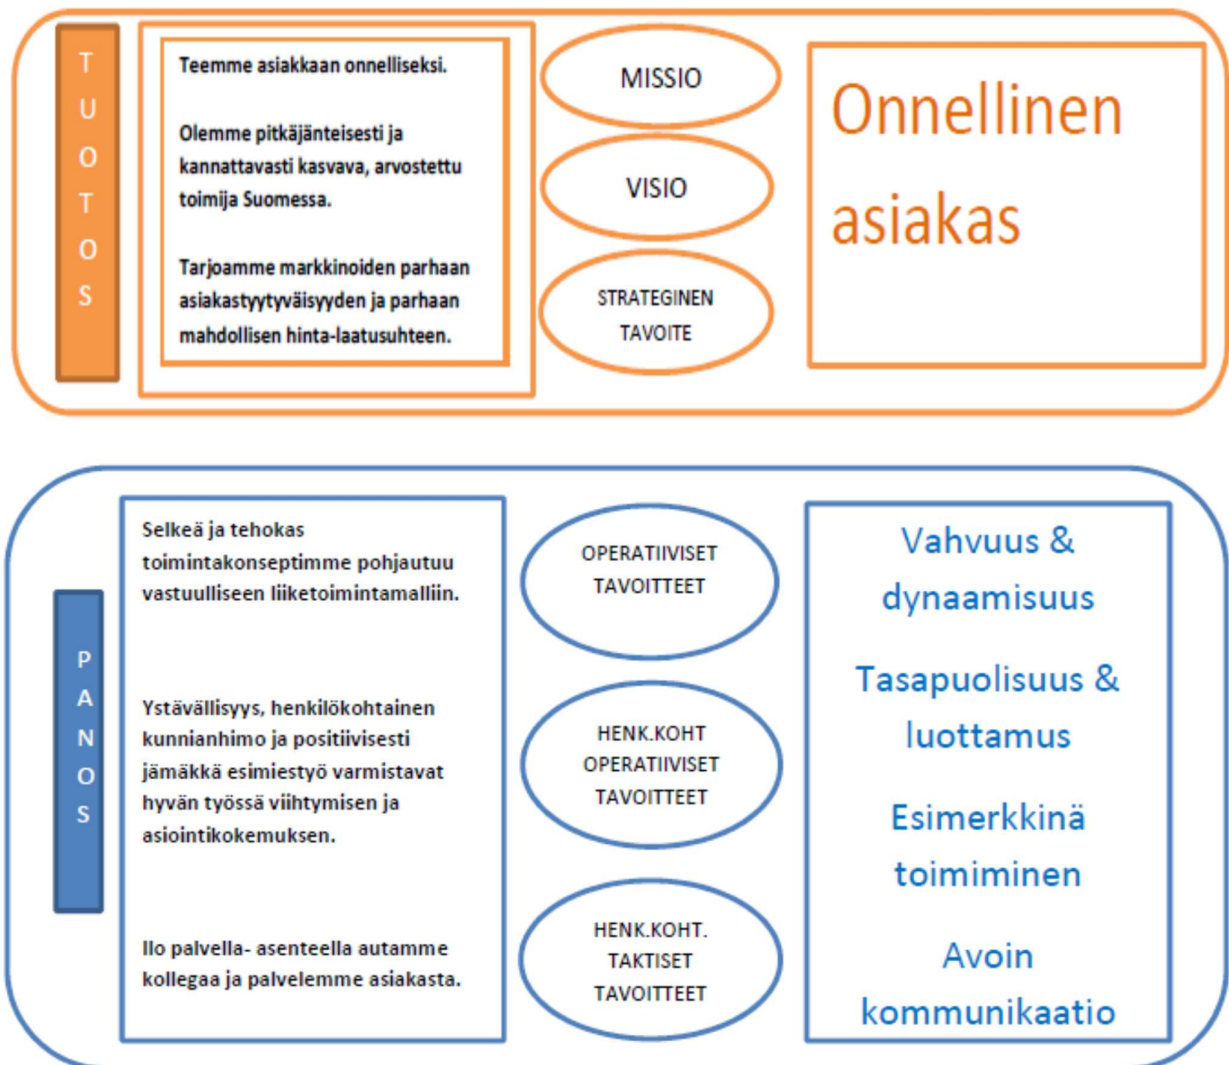 TUOTOS
Teemme asiakkaan onnelliseksi.
Olemme pitkäjänteisesti ja
kannattavasti kasvava, arvostettu
toimija Suomessa.
Tarjoamme markkinoiden parhaan
asiakastyytyväisyyden ja parhaan
mahdollisen hinta-laatusuhteen.
MISSIO
VISIO
STRATEGINEN
TAVOITE
Onnellinen
asiakas
PANOS
Selkeä ja tehokas
toimintakonseptimme pohjautuu
vastuulliseen liiketoimintamalliin.
Ystävällisyys, henkilökohtainen
kunnianhimo ja positiivisesti
jämäkkä esimiestyö varmistavat
hyvän työssä viihtymisen ja
asiointikokemuksen.
Ilo palvella- asenteella autamme
kollegaa ja palvelemme asiakasta.
OPERATIIVISET
TAVOITTEET
HENK.KOHT
OPERATIIVISET
TAVOITTEET
HENK.KOHT.
TAKTISET
TAVOITTEET
Vahvuus &
dynaamisuus
Tasapuolisuus &
luottamus
Esimerkkinä
toimiminen
Avoin
kommunikaatio